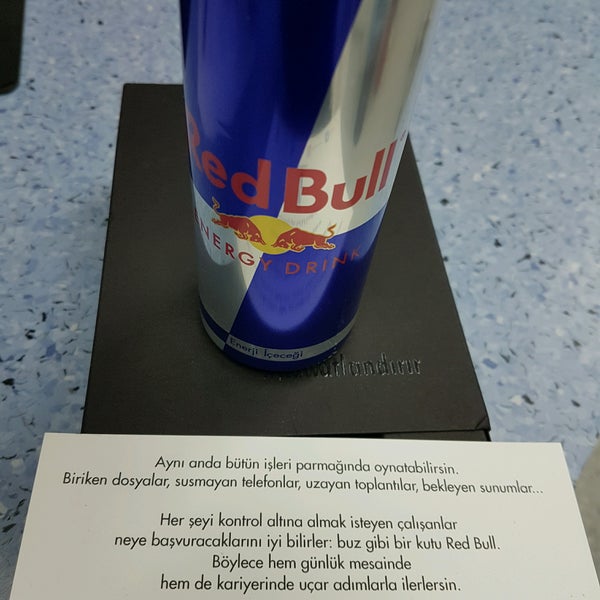 Red Bull
ENERGY DRINK
Enerji İçeceği
Aynı anda bütün işleri parmağında oynatabilirsin.
Biriken dosyalar, susmayan telefonlar, uzayan toplantılar, bekleyen sunumlar...
Her şeyi kontrol altına almak isteyen çalışanlar
neye başvuracaklarını iyi bilirler: buz gibi bir kutu Red Bull.
Böylece hem günlük mesainde
hem de kariyerinde uçar adımlarla ilerlersin.